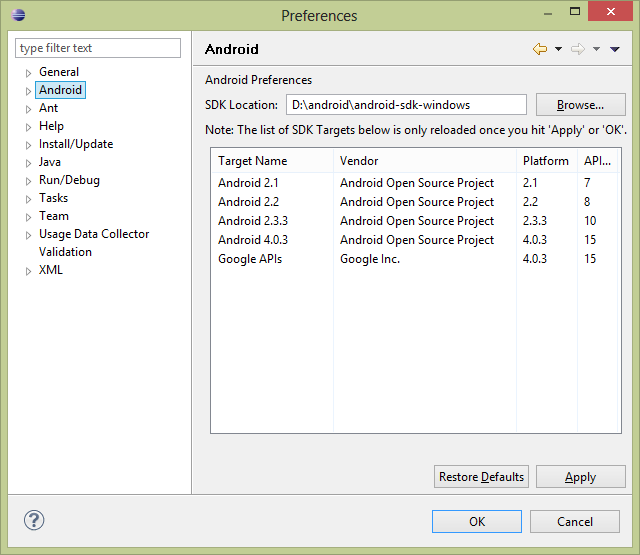 Preferences
type filter text
General
Android
Ant
Help
Install/Update
Java
Run/Debug
Tasks
Team
Usage Data Collector
Validation
XML
Android
Android Preferences
SDK Location: D:\android\android-sdk-windows Browse...
Note: The list of SDK Targets below is only reloaded once you hit 'Apply' or 'OK'.
Target Name Vendor Platform API...
Android 2.1 Android Open Source Project 2.1 7
Android 2.2 Android Open Source Project 2.2 8
Android 2.3.3 Android Open Source Project 2.3.3 10
Android 4.0.3 Android Open Source Project 4.0.3 15
Google APIs Google Inc. 4.0.3 15
Restore Defaults Apply
? OK Cancel